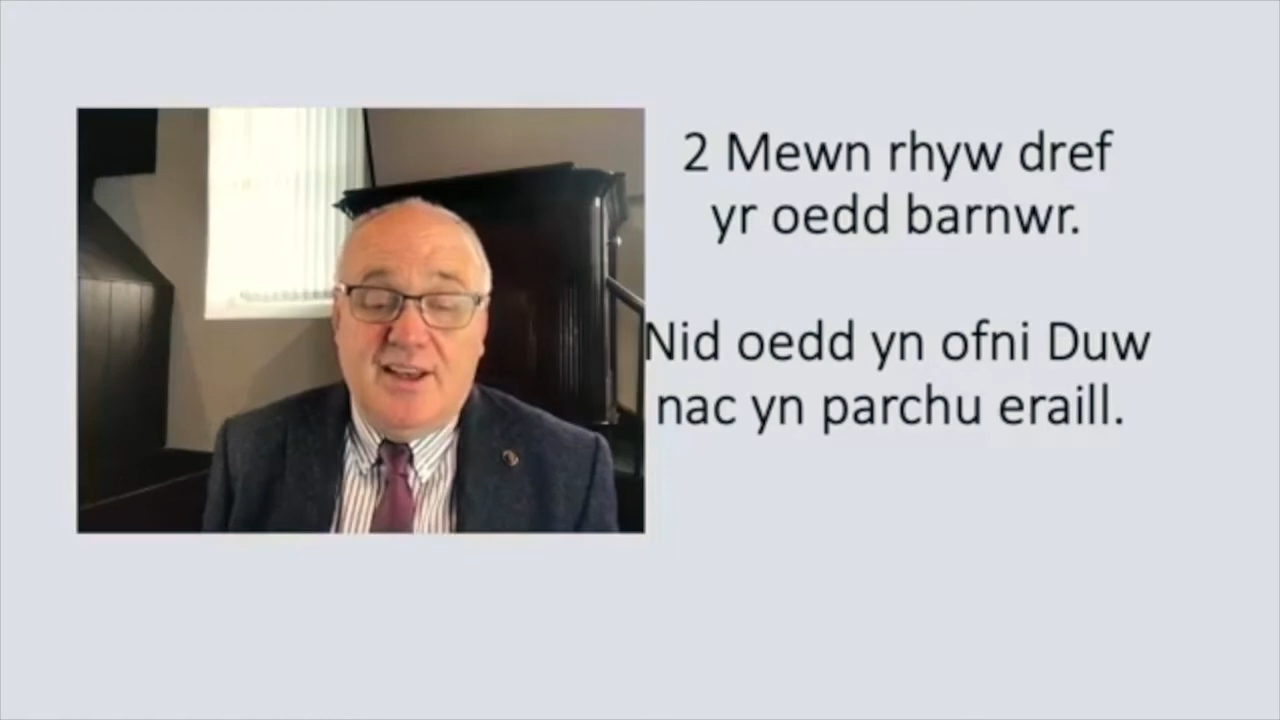 2 Mewn rhyw dref
yr oedd barnwr.
Nid oedd yn ofni Duw
nac yn parchu eraill.